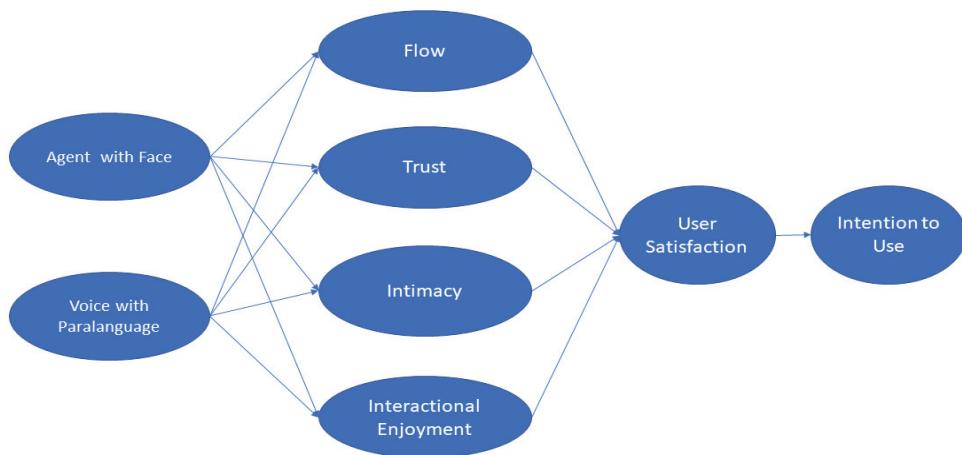 Flow
Agent with Face
Trust
User
Satisfaction
Intention to
Use
Voice with
Paralanguage
Intimacy
Interactional
Enjoyment